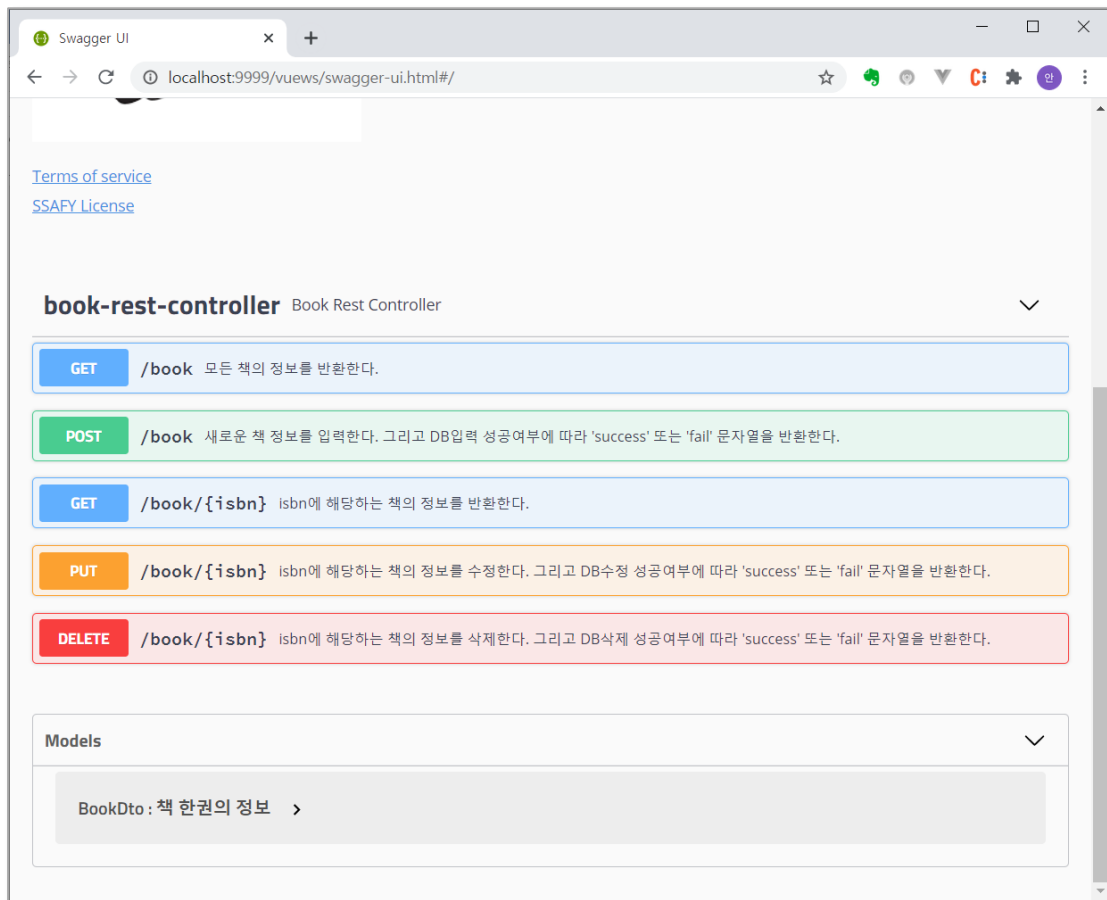 Swagger UI
localhost:9999/vuews/swagger-ui.html#/
안
Terms of service
SSAFY License
book-rest-controller Book Rest Controller
GET /book 모든 책의 정보를 반환한다.
POST /book 새로운 책 정보를 입력한다. 그리고 DB입력 성공여부에 따라 'success' 또는 'fail' 문자열을 반환한다.
GET /book/{isbn} isbn에 해당하는 책의 정보를 반환한다.
PUT /book/{isbn} isbn에 해당하는 책의 정보를 수정한다. 그리고 DB수정 성공여부에 따라 'success' 또는 'fail' 문자열을 반환한다.
DELETE /book/{isbn} isbn에 해당하는 책의 정보를 삭제한다. 그리고 DB삭제 성공여부에 따라 'success' 또는 'fail' 문자열을 반환한다.
Models
BookDto : 책 한권의 정보